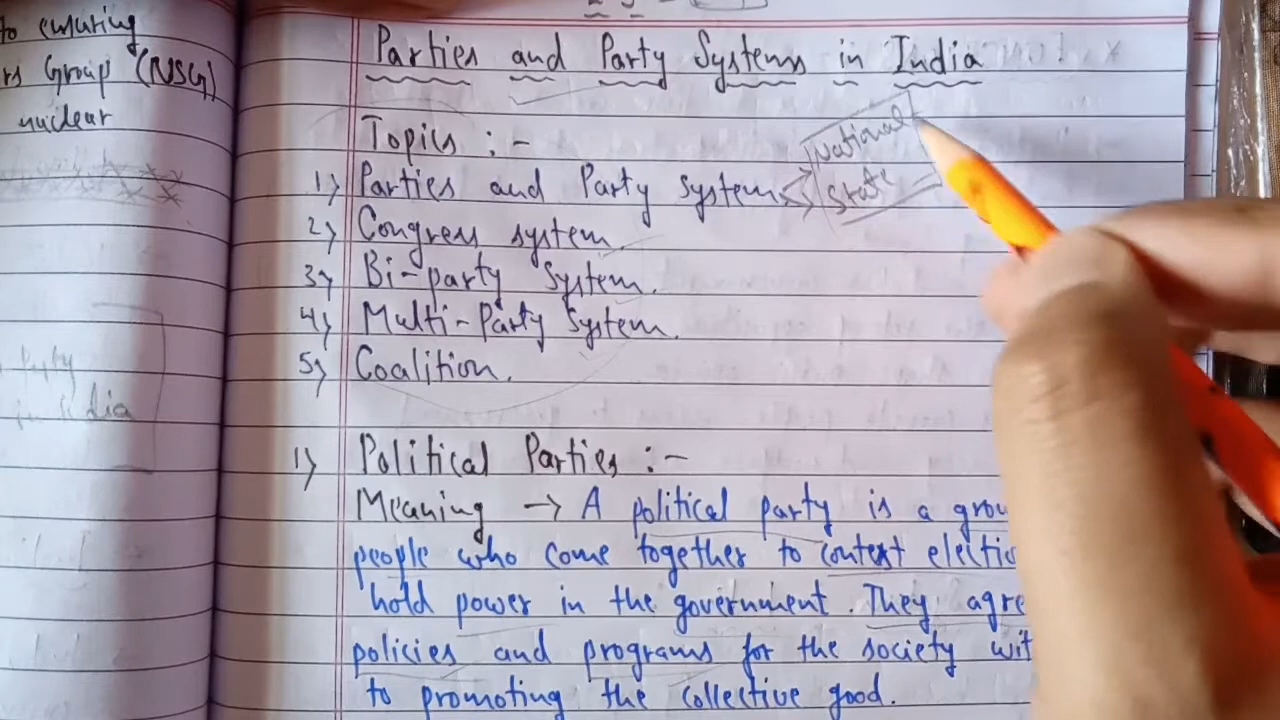 to ensuring
rs Group (NSG)
nuclear
Parties and Party Systems in India
Topics :-
1) Parties and Party system
National
State
2) Congress system.
3) Bi-party System.
4) Multi-Party System.
5) Coalition.
1) Political Parties :-
Meaning → A political party is a grou
people who come together to contest electio
hold power in the government. They agre
policies and programs for the society wit
to promoting the collective good.